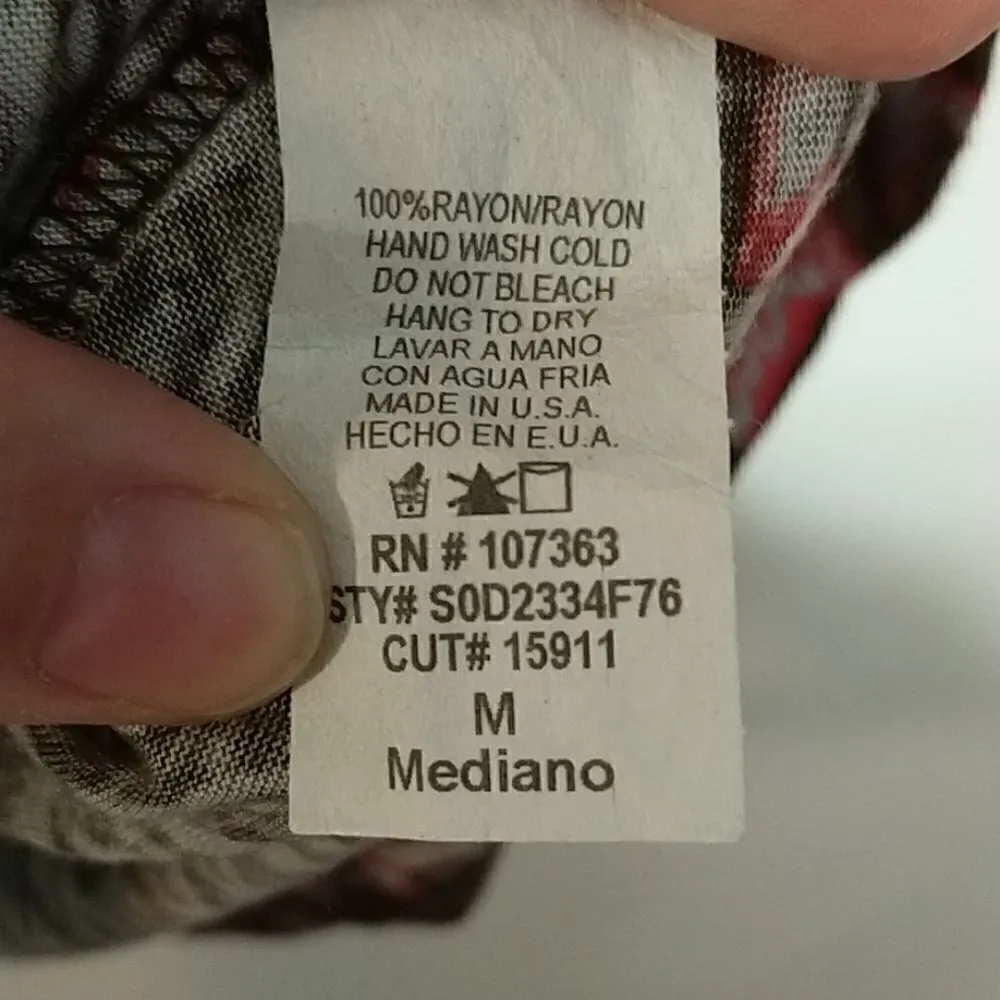 100%RAYON/RAYON
HAND WASH COLD
DO NOT BLEACH
HANG TO DRY
LAVAR A MANO
CON AGUA FRIA
MADE IN U.S.A.
HECHO EN E.U.A.
RN # 107363
STY# S0D2334F76
CUT# 15911
M
Mediano